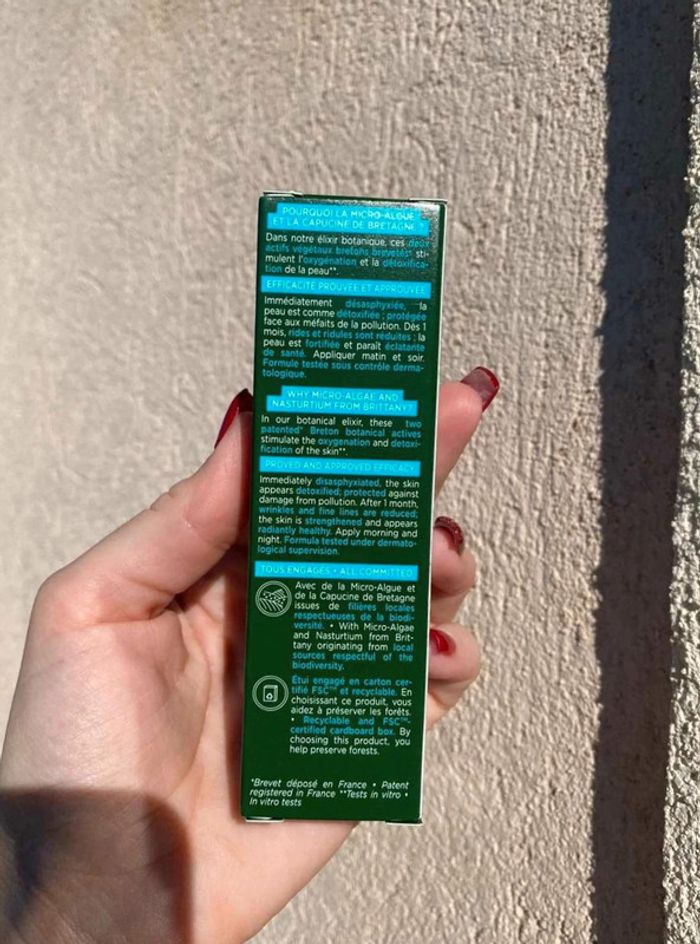 POURQUOI LA MICRO-ALGUE
ET LA CAPUCINE DE BRETAGNE ?
Dans notre élixir botanique, ces deux
actifs végétaux bretons brevetés* sti-
mulent l'oxygénation et la détoxifica-
tion de la peau**.
EFFICACITÉ PROUVÉE ET APPROUVÉE
Immédiatement désasphyxiée, la
peau est comme détoxifiée ; protégée
face aux méfaits de la pollution. Dès 1
mois, rides et ridules sont réduites ; la
peau est fortifiée et paraît éclatante
de santé. Appliquer matin et soir.
Formule testée sous contrôle derma-
tologique.
WHY MICRO-ALGAE AND
NASTURTIUM FROM BRITTANY?
In our botanical elixir, these two
patented* Breton botanical actives
stimulate the oxygenation and detoxi-
fication of the skin**.
PROVED AND APPROVED EFFICACY
Immediately disasphyxiated, the skin
appears detoxified; protected against
damage from pollution. After 1 month,
wrinkles and fine lines are reduced;
the skin is strengthened and appears
radiantly healthy. Apply morning and
night. Formula tested under dermato-
logical supervision.
TOUS ENGAGÉS • ALL COMMITTED
Avec de la Micro-Algue et
de la Capucine de Bretagne
issues de filières locales
respectueuses de la biodi-
versité. • With Micro-Algae
and Nasturtium from Brit-
tany originating from local
sources respectful of the
biodiversity.
Étui engagé en carton cer-
tifié FSC™ et recyclable. En
choisissant ce produit, vous
aidez à préserver les forêts.
• Recyclable and FSC™-
certified cardboard box. By
choosing this product, you
help preserve forests.
*Brevet déposé en France • Patent
registered in France **Tests in vitro •
In vitro tests